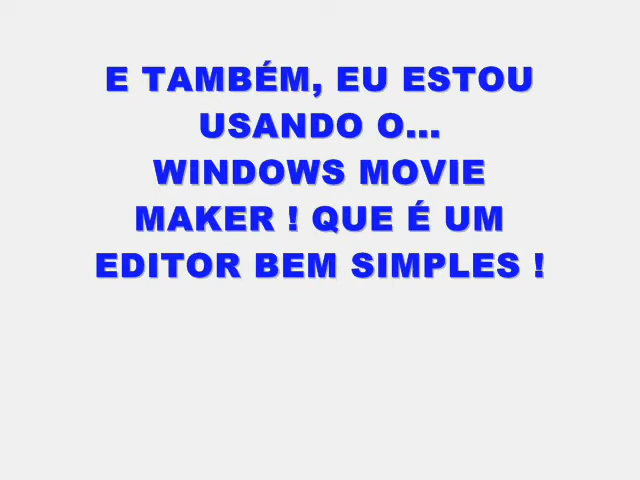 E TAMBÉM, EU ESTOU
USANDO O...
WINDOWS MOVIE
MAKER ! QUE É UM
EDITOR BEM SIMPLES !